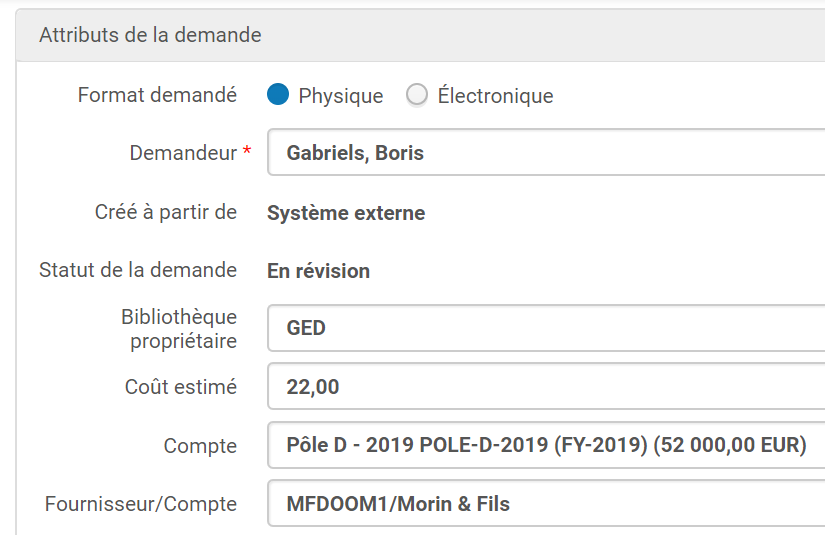 Attributs de la demande
Format demandé Physique Électronique
Demandeur * Gabriels, Boris
Créé à partir de Système externe
Statut de la demande En révision
Bibliothèque
propriétaire GED
Coût estimé 22,00
Compte Pôle D - 2019 POLE-D-2019 (FY-2019) (52 000,00 EUR)
Fournisseur/Compte MFDOOM1/Morin & Fils